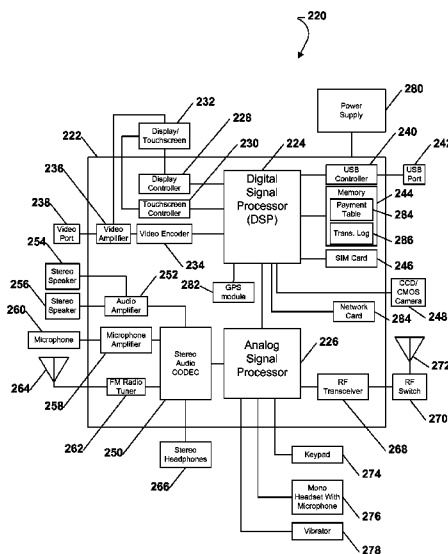 220
232
Display/
Touchscreen
228
280
Power
Supply
222
230
224
240
242
236
Display
Controller
Touchscreen
Controller
Digital
Signal
Processor
(DSP)
USB
Controller
USB
Port
238
Video
Port
Video
Amplifier
Video Encoder
Memory
Payment
Table
Trans. Log
244
284
286
254
234
Stereo
Speaker
252
282
GPS
module
SIM Card
246
256
Stereo
Speaker
Audio
Amplifier
CCD/
CMOS
Camera
248
260
Network
Card
284
Microphone
Microphone
Amplifier
226
272
264
Stereo
Audio
CODEC
Analog
Signal
Processor
258
FM Radio
Tuner
RF
Transceiver
RF
Switch
262
250
268
270
Stereo
Headphones
266
Keypad
274
Mono
Headset With
Microphone
276
Vibrator
278